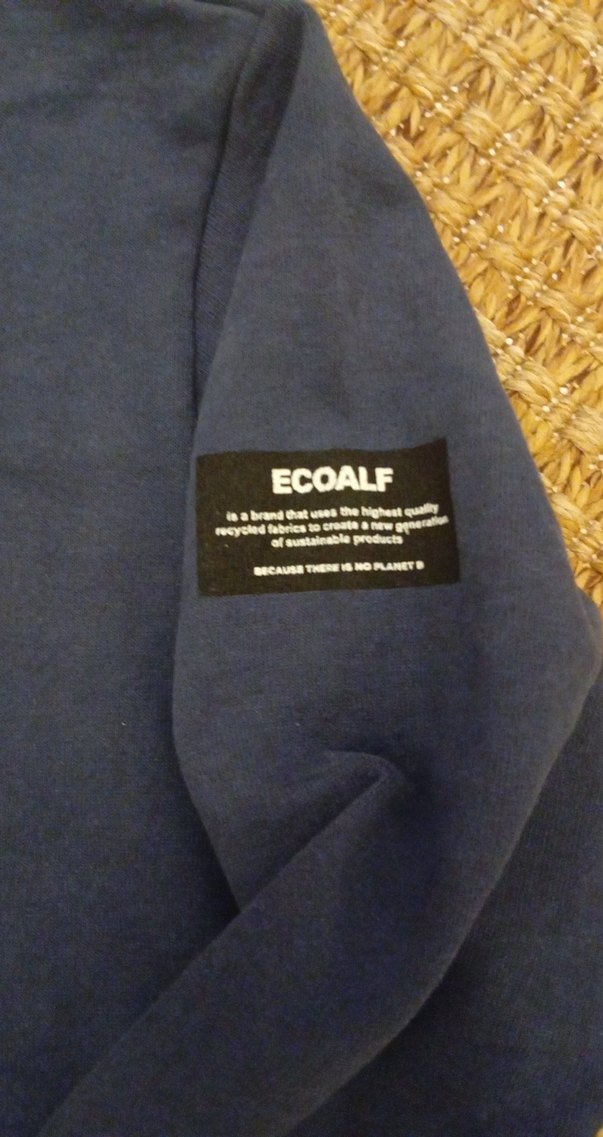 ECOALF
is a brand that uses the highest quality
recycled fabrics to create a new generation
of sustainable products
BECAUSE THERE IS NO PLANET B